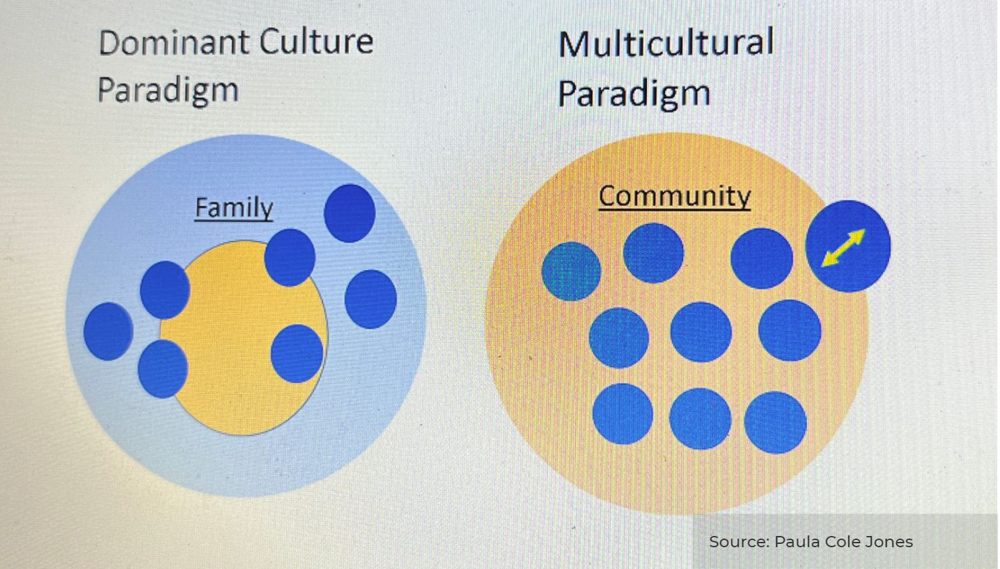 Dominant Culture
Paradigm
Multicultural
Paradigm
Family
Community
Source: Paula Cole Jones